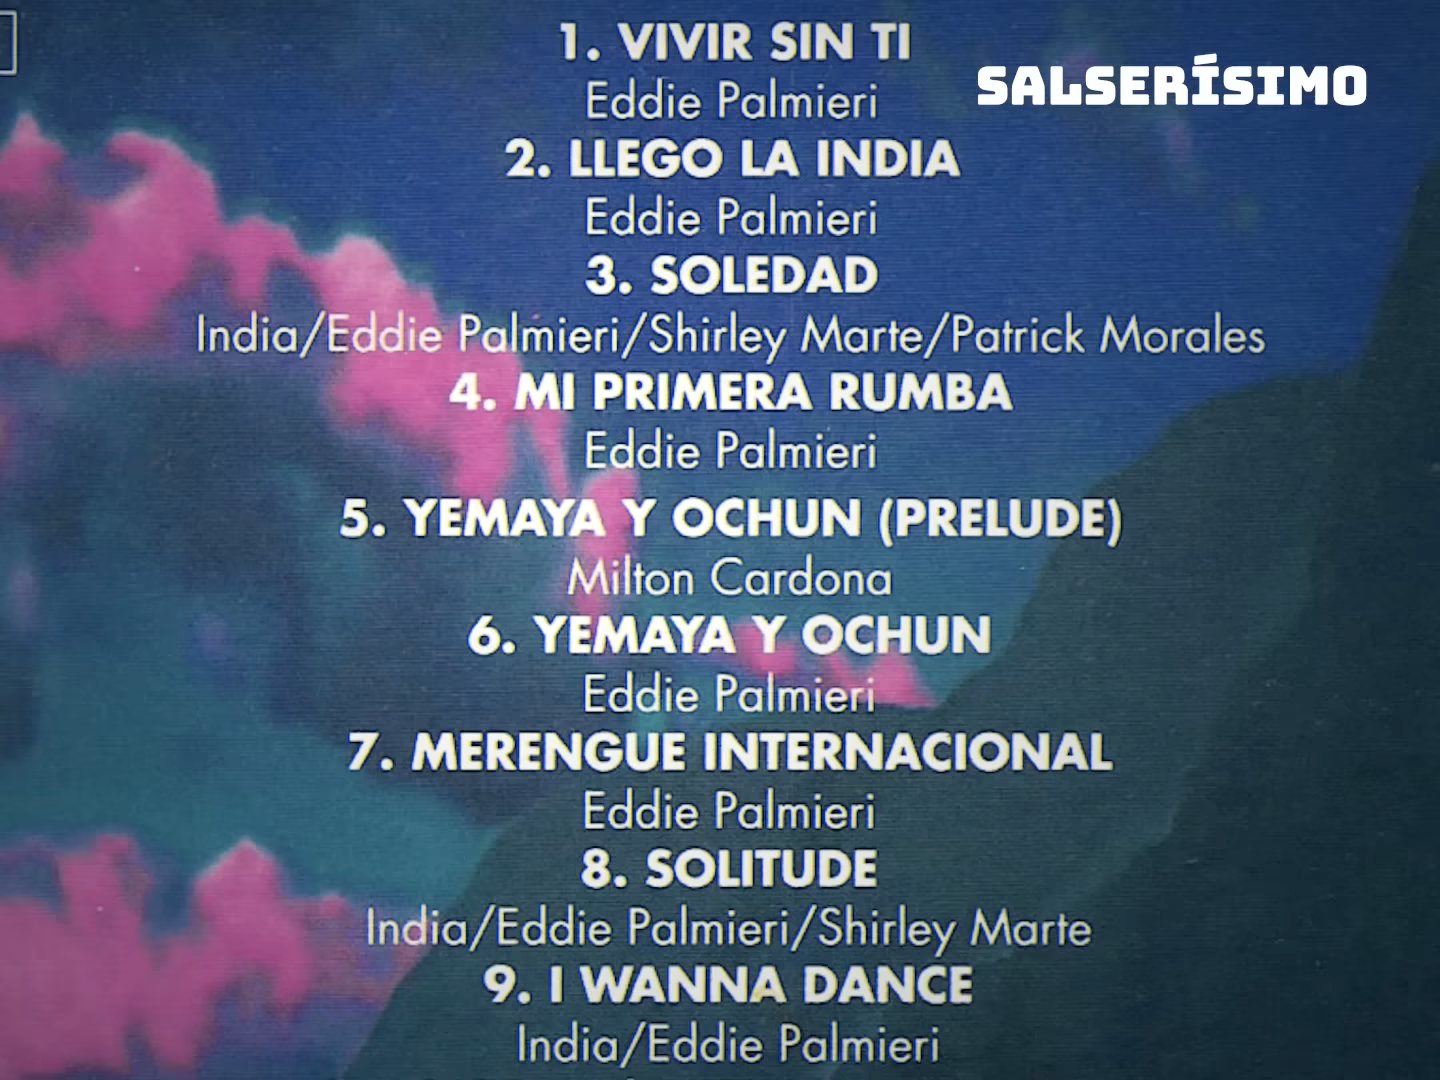 1. VIVIR SIN TI
SALSERÍSIMO
Eddie Palmieri
2. LLEGO LA INDIA
Eddie Palmieri
3. SOLEDAD
India/Eddie Palmieri/Shirley Marte/Patrick Morales
4. MI PRIMERA RUMBA
Eddie Palmieri
5. YEMAYA Y OCHUN (PRELUDE)
Milton Cardona
6. YEMAYA Y OCHUN
Eddie Palmieri
7. MERENGUE INTERNACIONAL
Eddie Palmieri
8. SOLITUDE
India/Eddie Palmieri/Shirley Marte
9. I WANNA DANCE
India/Eddie Palmieri